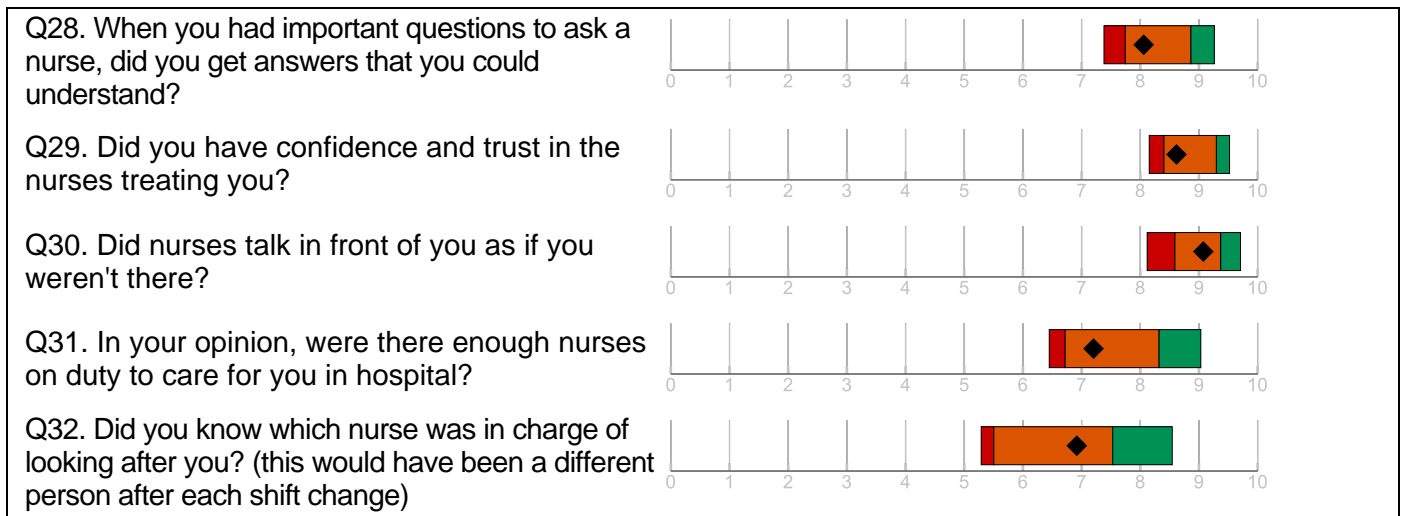 Q28. When you had important questions to ask a
nurse, did you get answers that you could
understand?
0 1 2 3 4 5 6 7 8 9 10
Q29. Did you have confidence and trust in the
nurses treating you?
0 1 2 3 4 5 6 7 8 9 10
Q30. Did nurses talk in front of you as if you
weren't there?
0 1 2 3 4 5 6 7 8 9 10
Q31. In your opinion, were there enough nurses
on duty to care for you in hospital?
0 1 2 3 4 5 6 7 8 9 10
Q32. Did you know which nurse was in charge of
looking after you? (this would have been a different
person after each shift change)
0 1 2 3 4 5 6 7 8 9 10